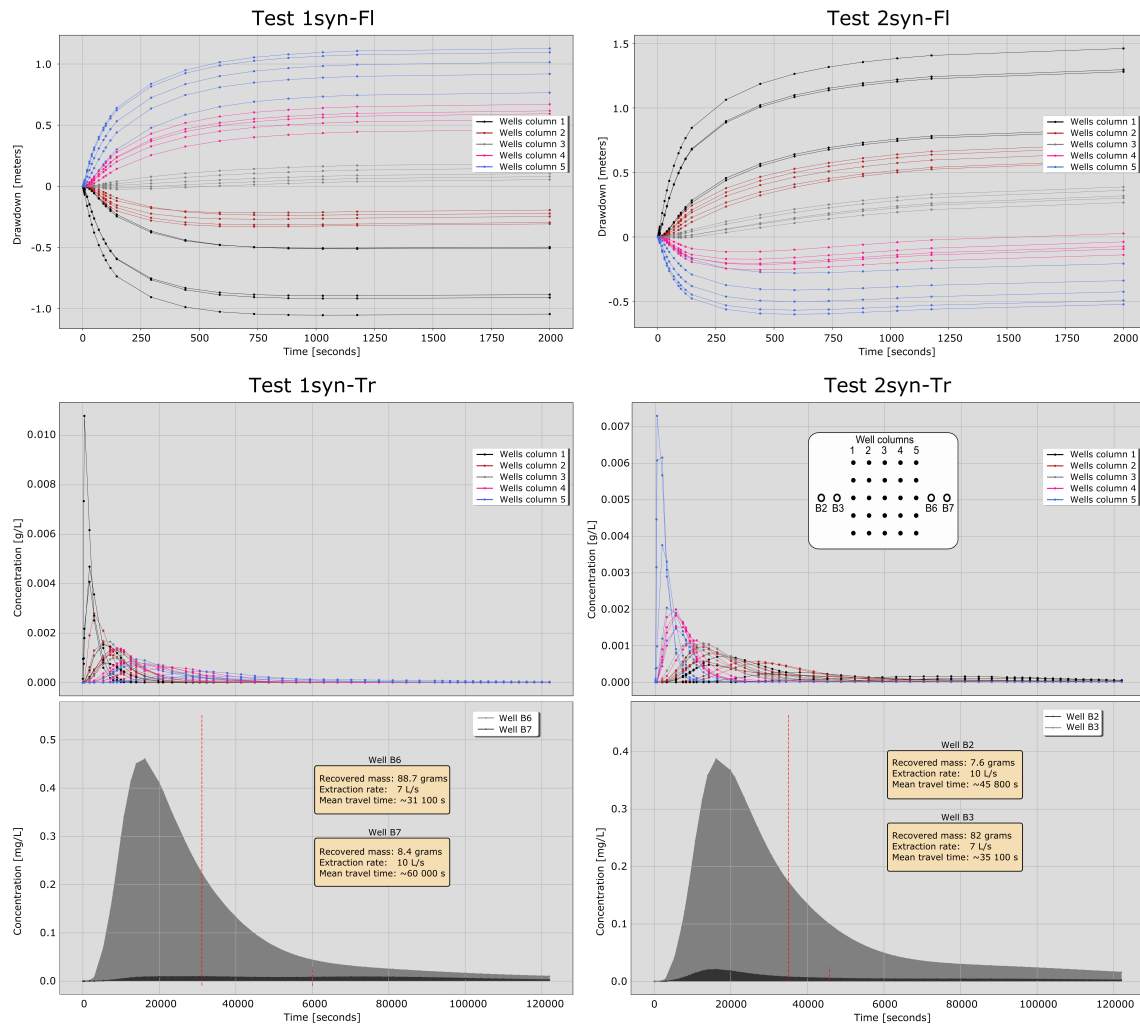 Test 1syn-Fl
Drawdown [meters]
1.0
0.5
0
-0.5
-1.0
0
250
500
750
1000
1250
1500
1750
2000
Time [seconds]
Wells column 1
Wells column 2
Wells column 3
Wells column 4
Wells column 5
Test 2syn-Fl
Drawdown [meters]
1.5
1.0
0.5
0
-0.5
0
250
500
750
1000
1250
1500
1750
2000
Time [seconds]
Wells column 1
Wells column 2
Wells column 3
Wells column 4
Wells column 5
Test 1syn-Tr
Concentration [g/L]
0.010
0.008
0.006
0.004
0.002
0.000
Wells column 1
Wells column 2
Wells column 3
Wells column 4
Wells column 5
Test 2syn-Tr
Concentration [g/L]
0.007
0.006
0.005
0.004
0.003
0.002
0.001
0.000
Well columns
1 2 3 4 5
B2 B3 B6 B7
Wells column 1
Wells column 2
Wells column 3
Wells column 4
Wells column 5
Concentration [mg/L]
0.5
0.4
0.3
0.2
0.1
0.0
Well B6
Well B7
Well B6
Recovered mass: 88.7 grams
Extraction rate: 7 L/s
Mean travel time: ~31 100 s
Well B7
Recovered mass: 8.4 grams
Extraction rate: 10 L/s
Mean travel time: ~60 000 s
0
20000
40000
60000
80000
100000
120000
Time [seconds]
Concentration [mg/L]
0.4
0.3
0.2
0.1
0.0
Well B2
Well B3
Well B2
Recovered mass: 7.6 grams
Extraction rate: 10 L/s
Mean travel time: ~45 800 s
Well B3
Recovered mass: 82 grams
Extraction rate: 7 L/s
Mean travel time: ~35 100 s
0
20000
40000
60000
80000
100000
120000
Time [seconds]